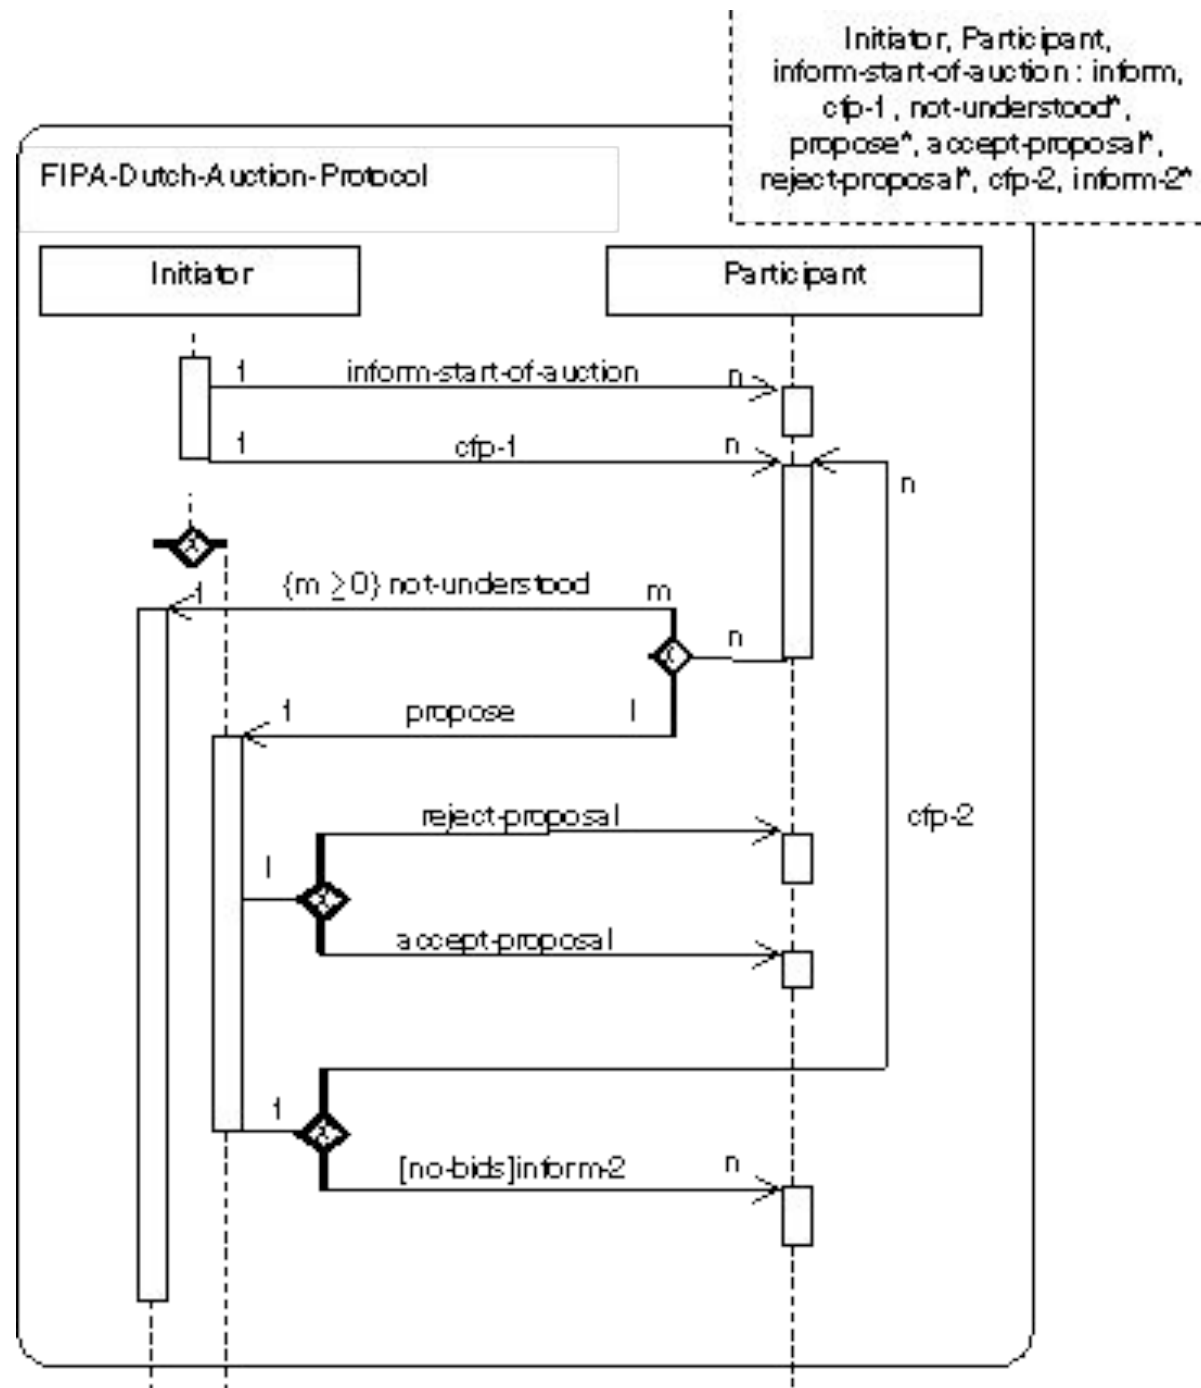 Initiator, Participant,
inform-start-of-auction : inform,
cfp-1, not-understood*,
propose*, accept-proposal*,
reject-proposal*, cfp-2, inform-2*
FIPA-Dutch-Auction-Protocol
Initiator
Participant
1 inform-start-of-auction n
1 cfp-1 n
n
x
{m ≥0} not-understood m
1
n
1 propose l
reject-proposal
cfp-2
l
x
accept-proposal
1
x
[no-bids]inform-2 n